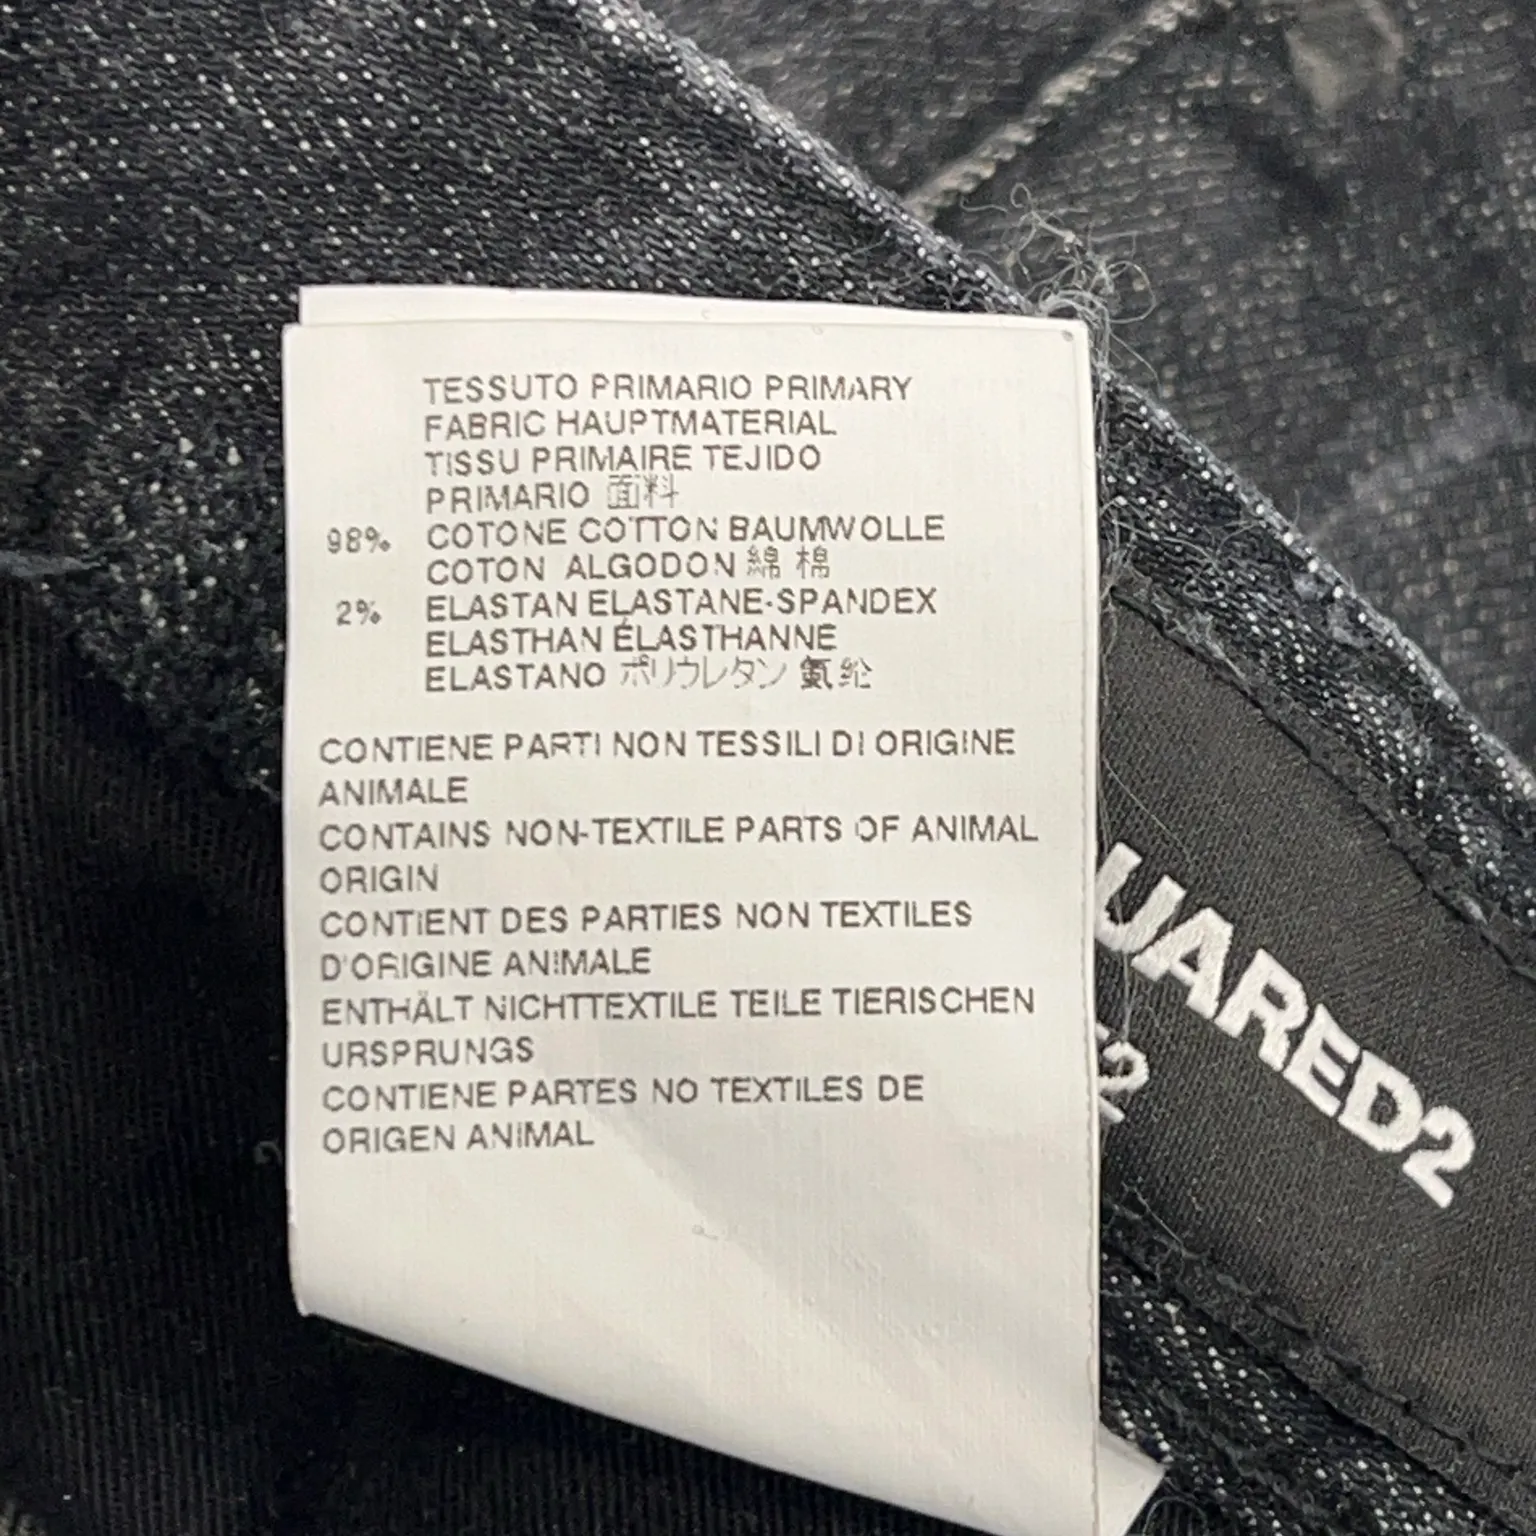 TESSUTO PRIMARIO PRIMARY
FABRIC HAUPTMATERIAL
TISSU PRIMAIRE TEJIDO
PRIMARIO 面料
98% COTONE COTTON BAUMWOLLE
COTON ALGODON 綿 棉
2% ELASTAN ELASTANE-SPANDEX
ELASTHAN ÉLASTHANNE
ELASTANO ポリウレタン 氨纶
CONTIENE PARTI NON TESSILI DI ORIGINE
ANIMALE
CONTAINS NON-TEXTILE PARTS OF ANIMAL
ORIGIN
CONTIENT DES PARTIES NON TEXTILES
D'ORIGINE ANIMALE
ENTHÄLT NICHTTEXTILE TEILE TIERISCHEN
URSPRUNGS
CONTIENE PARTES NO TEXTILES DE
ORIGEN ANIMAL
UARED2
2